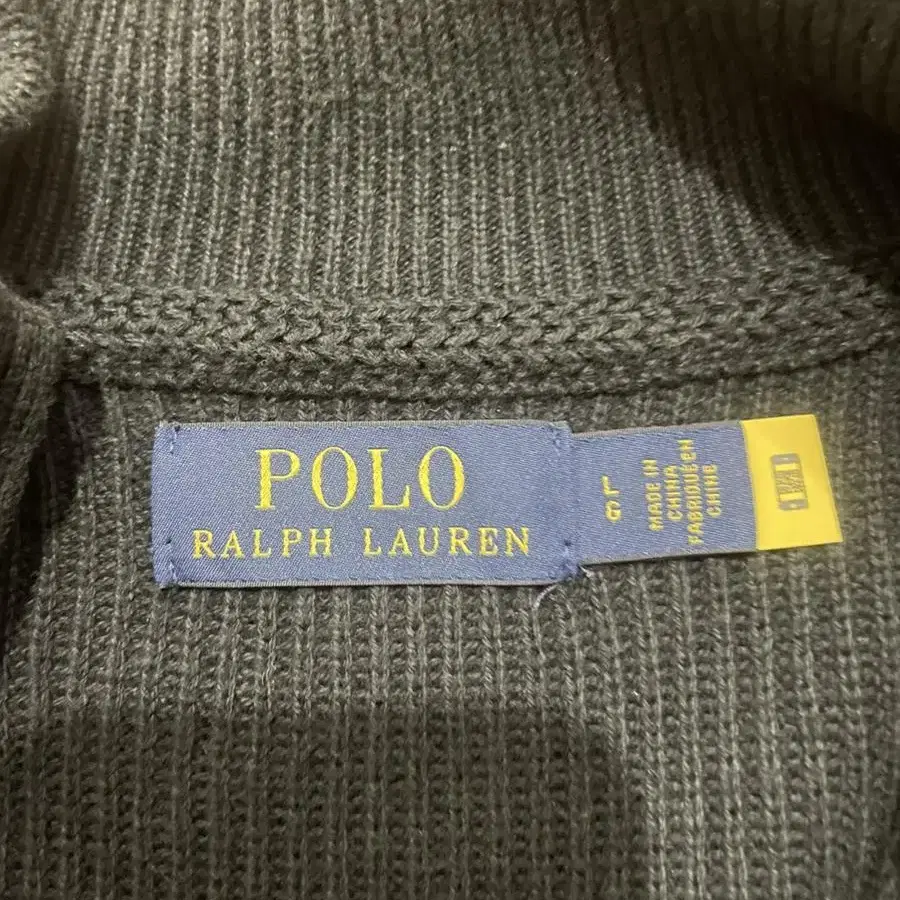 POLO
RALPH LAUREN
MADE IN
CHINA
FABRIQUÉ EN
CHINE